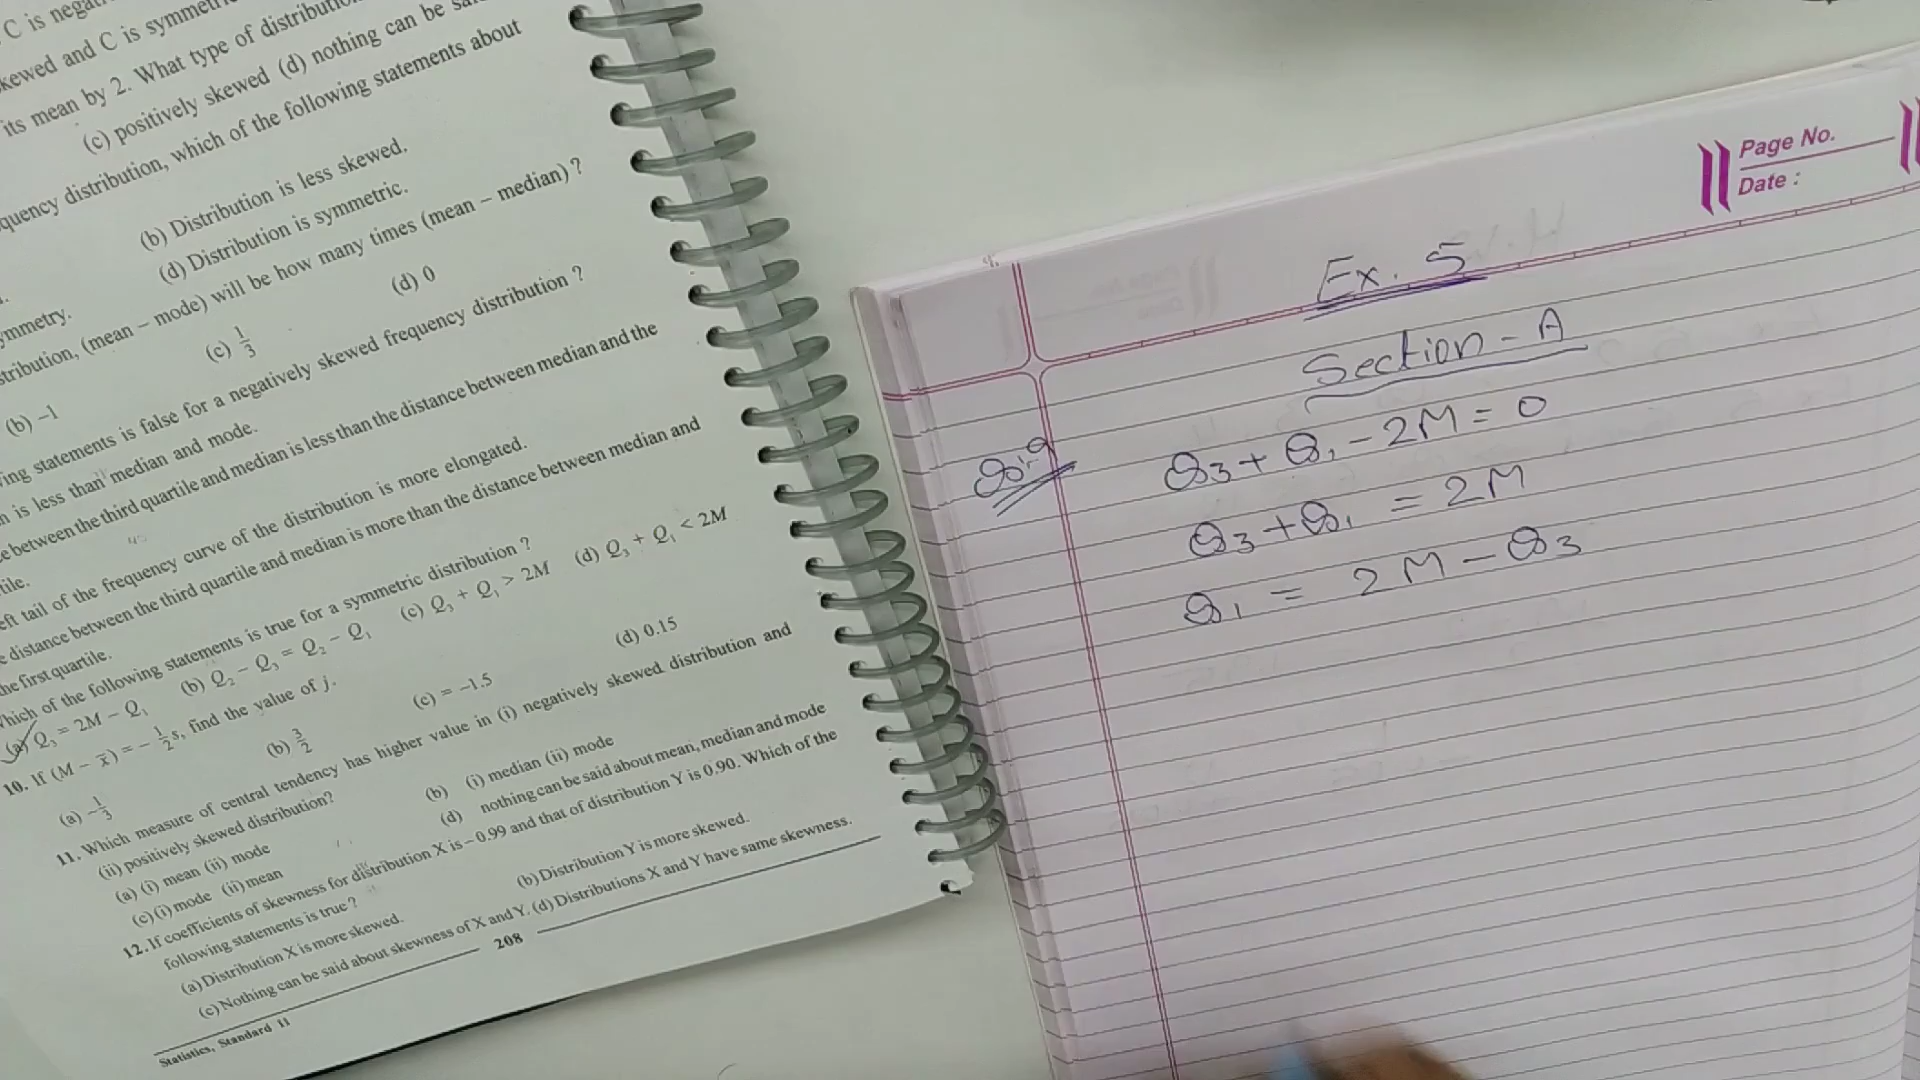 C is negat
kewed and C is symmetri
its mean by 2. What type of distributio
(c) positively skewed (d) nothing can be sa
quency distribution, which of the following statements about
(b) Distribution is less skewed.
(d) Distribution is symmetric.
ymmetry.
tribution, (mean – mode) will be how many times (mean – median) ?
(b) –1
(c) 1/3
(d) 0
ing statements is false for a negatively skewed frequency distribution ?
n is less than median and mode.
e between the third quartile and median is less than the distance between median and the
tile.
eft tail of the frequency curve of the distribution is more elongated.
e distance between the third quartile and median is more than the distance between median and
he first quartile.
hich of the following statements is true for a symmetric distribution ?
(a) Q₃ = 2M – Q₁ (b) Q₂ – Q₃ = Q₂ – Q₁ (c) Q₃ + Q₁ > 2M (d) Q₃ + Q₁ < 2M
10. If (M – x̄) = – 1/2 s, find the value of j.
(a) – 1/3 (b) 3/2 (c) = –1.5 (d) 0.15
11. Which measure of central tendency has higher value in (i) negatively skewed distribution and
(ii) positively skewed distribution?
(a) (i) mean (ii) mode (b) (i) median (ii) mode
(c) (i) mode (ii) mean (d) nothing can be said about mean, median and mode
12. If coefficients of skewness for distribution X is – 0.99 and that of distribution Y is 0.90. Which of the
following statements is true ?
(a) Distribution X is more skewed. (b) Distribution Y is more skewed.
(c) Nothing can be said about skewness of X and Y. (d) Distributions X and Y have same skewness.
208
Statistics, Standard 11
Page No.
Date :
Ex. 5
Section - A
Q:9 Q₃ + Q₁ – 2M = 0
Q₃ + Q₁ = 2M
Q₁ = 2M – Q₃